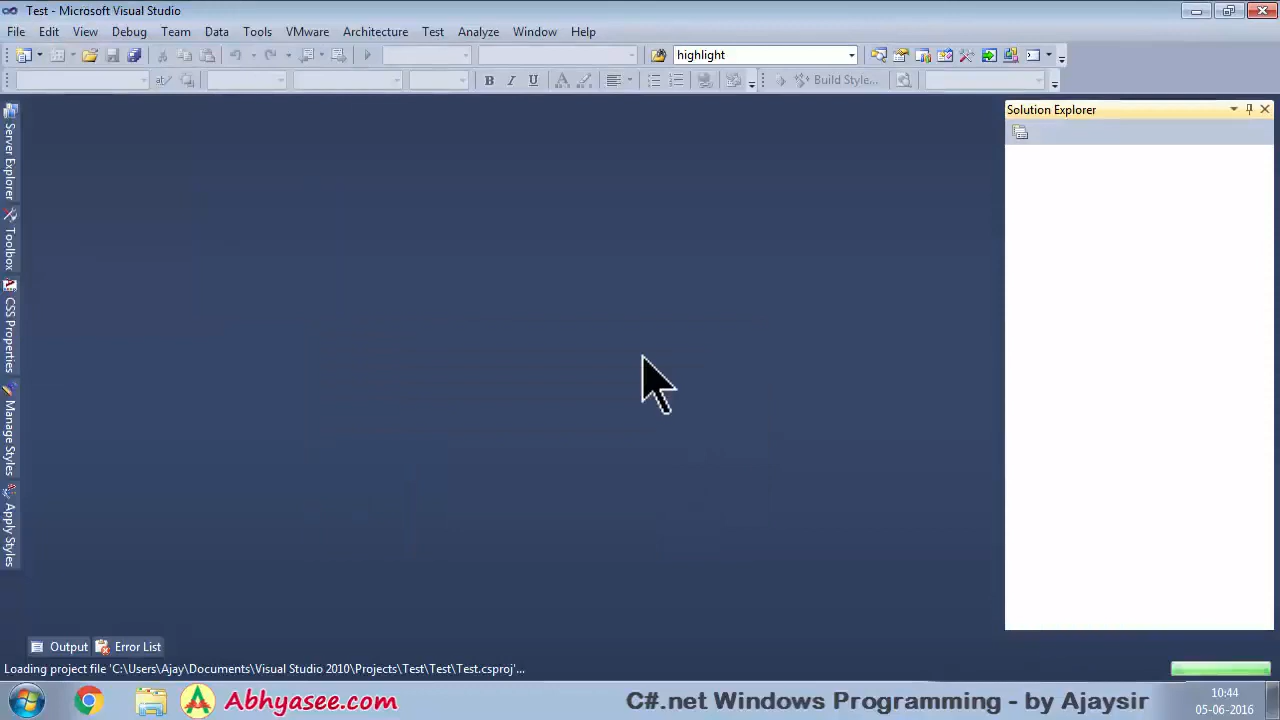 Test - Microsoft Visual Studio
File Edit View Debug Team Data Tools VMware Architecture Test Analyze Window Help
highlight
B I U A Build Style...
Server Explorer
Toolbox
CSS Properties
Manage Styles
Apply Styles
Solution Explorer
Output Error List
Loading project file 'C:\Users\Ajay\Documents\Visual Studio 2010\Projects\Test\Test\Test.csproj'...
Abhyasee.com C#.net Windows Programming - by Ajaysir 10:44
05-06-2016